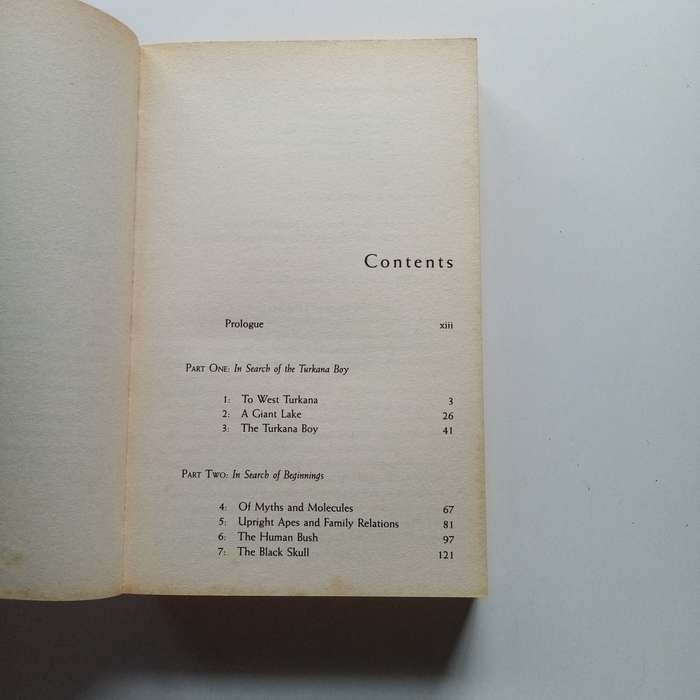 Contents
Prologue xiii
PART ONE: In Search of the Turkana Boy
1: To West Turkana 3
2: A Giant Lake 26
3: The Turkana Boy 41
PART TWO: In Search of Beginnings
4: Of Myths and Molecules 67
5: Upright Apes and Family Relations 81
6: The Human Bush 97
7: The Black Skull 121